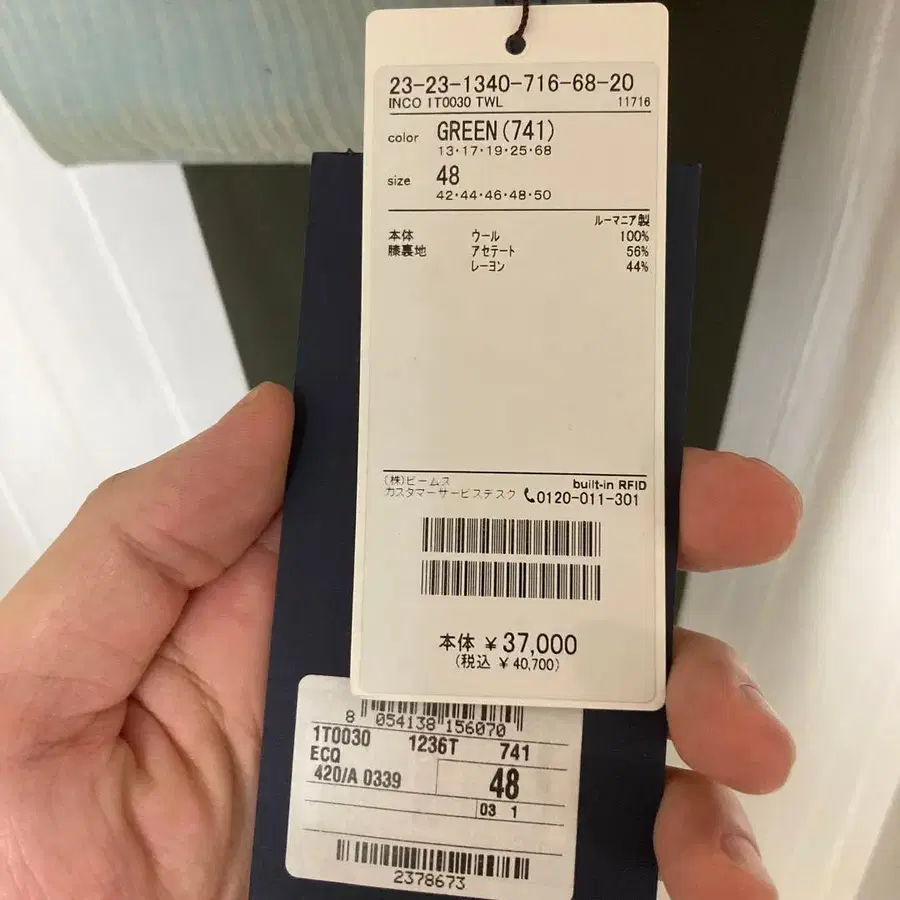 23-23-1340-716-68-20
INCO 1T0030 TWL 11716
color GREEN(741)
13・17・19・25・68
size 48
42・44・46・48・50
ルーマニア製
本体 ウール 100%
膝裏地 アセテート 56%
レーヨン 44%
(株)ビームス built-in RFID
カスタマーサービスデスク 0120-011-301
本体 ¥37,000
(税込 ¥40,700)
8 054138 156070
1T0030 1236T 741
ECQ
420/A 0339 48
03 1
2378673